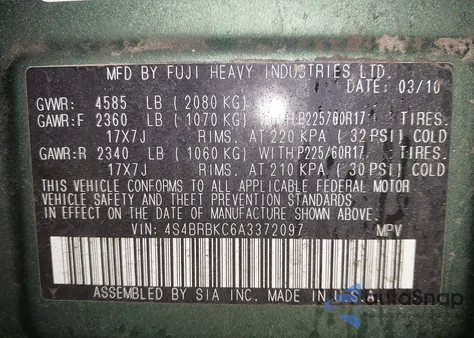 MFD BY FUJI HEAVY INDUSTRIES LTD.
DATE: 03/10
GVWR: 4585 LB (2080 KG)
GAWR:F 2360 LB (1070 KG) WITH P225/60R17 TIRES.
17X7J RIMS. AT 220 KPA (32 PSI) COLD
GAWR:R 2340 LB (1060 KG) WITH P225/60R17 TIRES.
17X7J RIMS. AT 210 KPA (30 PSI) COLD
THIS VEHICLE CONFORMS TO ALL APPLICABLE FEDERAL MOTOR
VEHICLE SAFETY AND THEFT PREVENTION STANDARDS
IN EFFECT ON THE DATE OF MANUFACTURE SHOWN ABOVE.
VIN: 4S4BRBKC6A3372097 MPV
ASSEMBLED BY SIA INC. MADE IN U.S.A.
AutoSnap